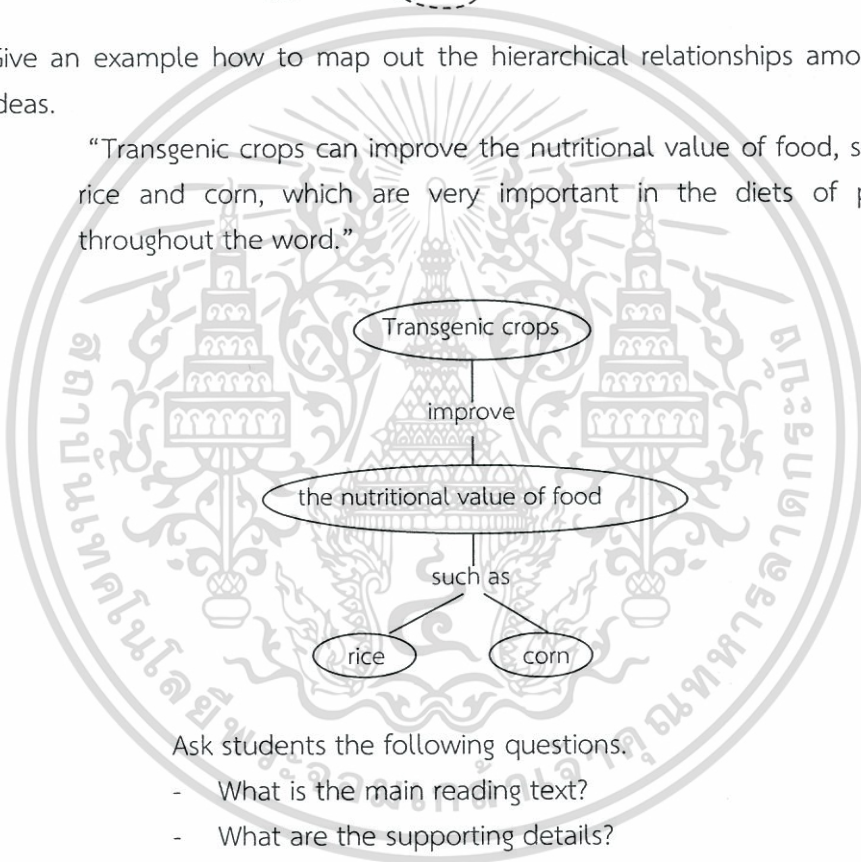 Give an example how to map out the hierarchical relationships
ideas.
"Transgenic crops can improve the nutritional value of food,
rice and corn, which are very important in the diets of
throughout the word."
Transgenic crops
improve
the nutritional value of food
such as
rice
corn
Ask students the following questions.
- What is the main reading text?
- What are the supporting details?